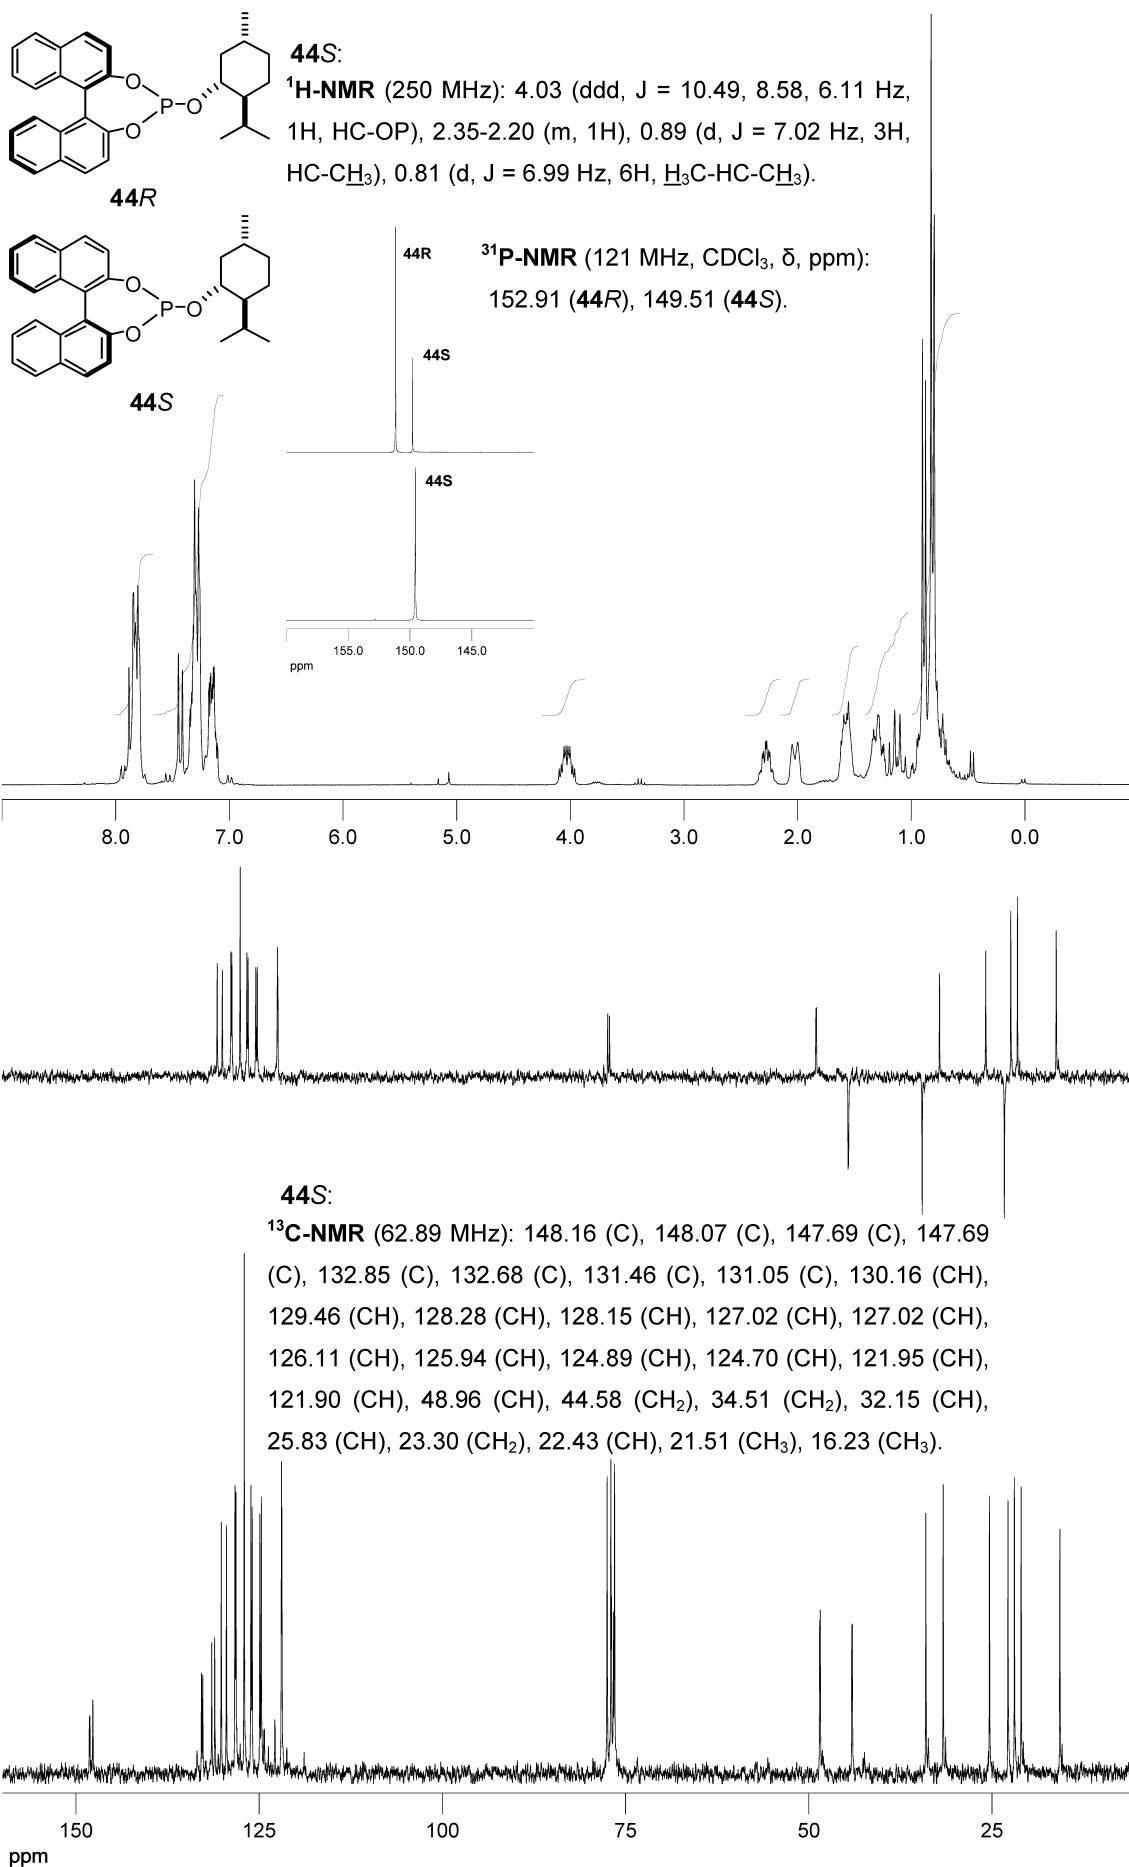 O
P-O
O
44R
44S:
¹H-NMR (250 MHz): 4.03 (ddd, J = 10.49, 8.58, 6.11 Hz,
1H, HC-OP), 2.35-2.20 (m, 1H), 0.89 (d, J = 7.02 Hz, 3H,
HC-CH₃), 0.81 (d, J = 6.99 Hz, 6H, H₃C-HC-CH₃).
O
P-O
O
44S
³¹P-NMR (121 MHz, CDCl₃, δ, ppm):
152.91 (44R), 149.51 (44S).
44R
44S
44S
155.0 150.0 145.0
ppm
8.0 7.0 6.0 5.0 4.0 3.0 2.0 1.0 0.0
44S:
¹³C-NMR (62.89 MHz): 148.16 (C), 148.07 (C), 147.69 (C), 147.69
(C), 132.85 (C), 132.68 (C), 131.46 (C), 131.05 (C), 130.16 (CH),
129.46 (CH), 128.28 (CH), 128.15 (CH), 127.02 (CH), 127.02 (CH),
126.11 (CH), 125.94 (CH), 124.89 (CH), 124.70 (CH), 121.95 (CH),
121.90 (CH), 48.96 (CH), 44.58 (CH₂), 34.51 (CH₂), 32.15 (CH),
25.83 (CH), 23.30 (CH₂), 22.43 (CH), 21.51 (CH₃), 16.23 (CH₃).
150 125 100 75 50 25
ppm